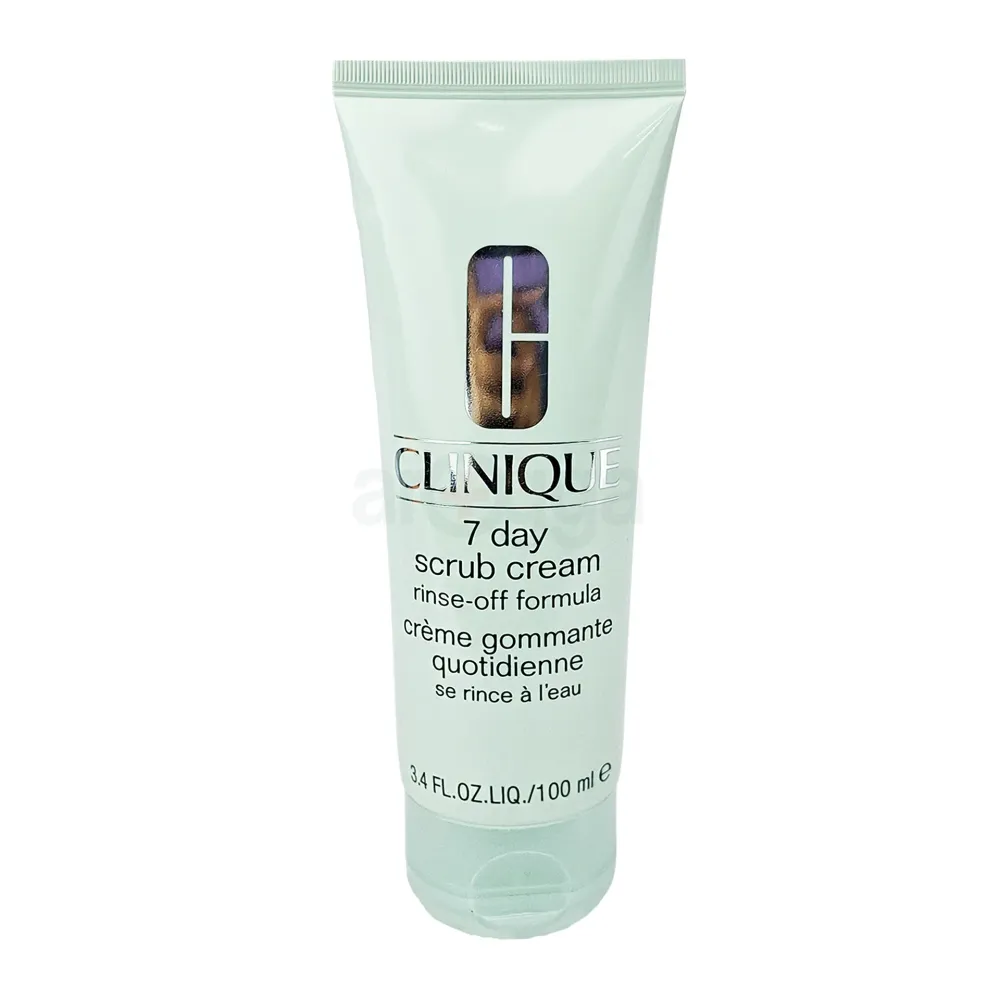 C
CLINIQUE
7 day
scrub cream
rinse-off formula
crème gommante
quotidienne
se rince à l'eau
3.4 FL.OZ.LIQ./100 ml ℮